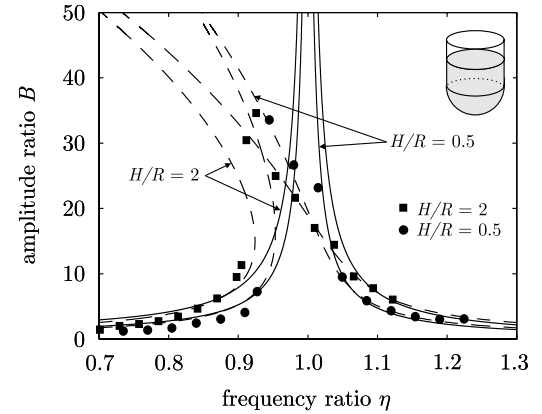 amplitude ratio B
50
40
30
20
10
0
H/R = 0.5
H/R = 2
H/R = 2
H/R = 0.5
0.7 0.8 0.9 1.0 1.1 1.2 1.3
frequency ratio η